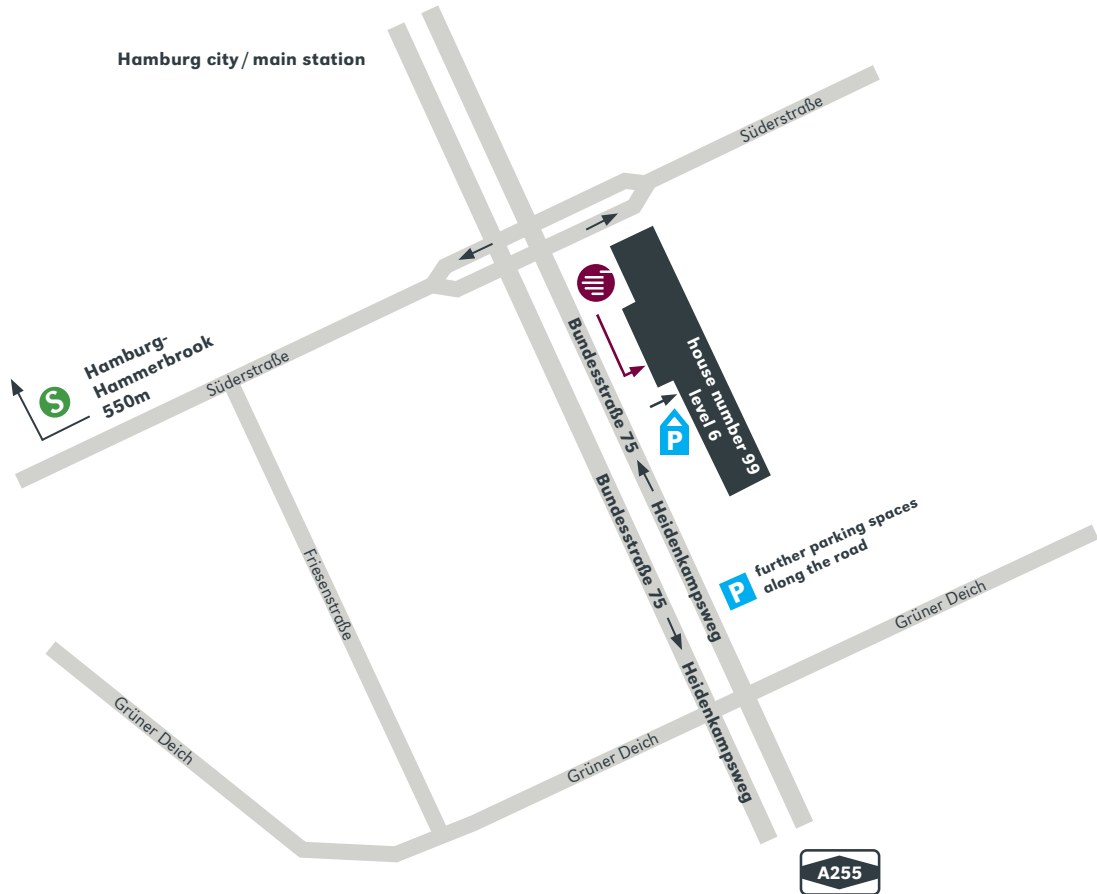 Hamburg city / main station
Süderstraße
Hamburg-
Hammerbrook
550m
S
Süderstraße
Bundesstraße 75
house number 99
level 6
P
Bundesstraße 75
Heidenkampsweg
further parking spaces
along the road
P
Friesenstraße
Grüner Deich
Heidenkampsweg
Grüner Deich
Grüner Deich
A255